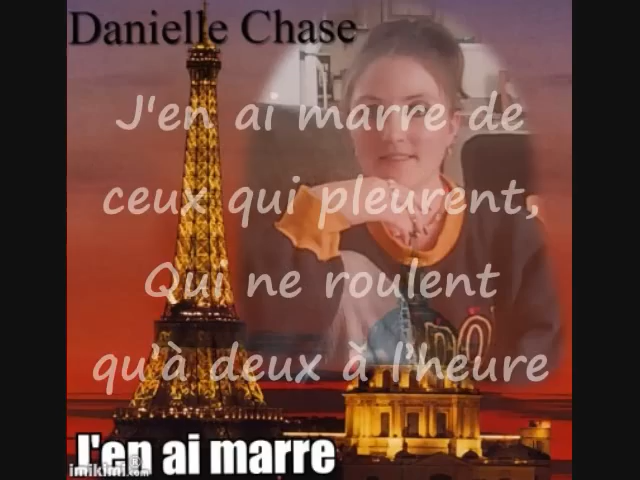 Danielle Chase
J'en ai marre de
ceux qui pleurent,
Qui ne roulent
qu'à deux à l'heure
J'en ai marre
imikimi.com